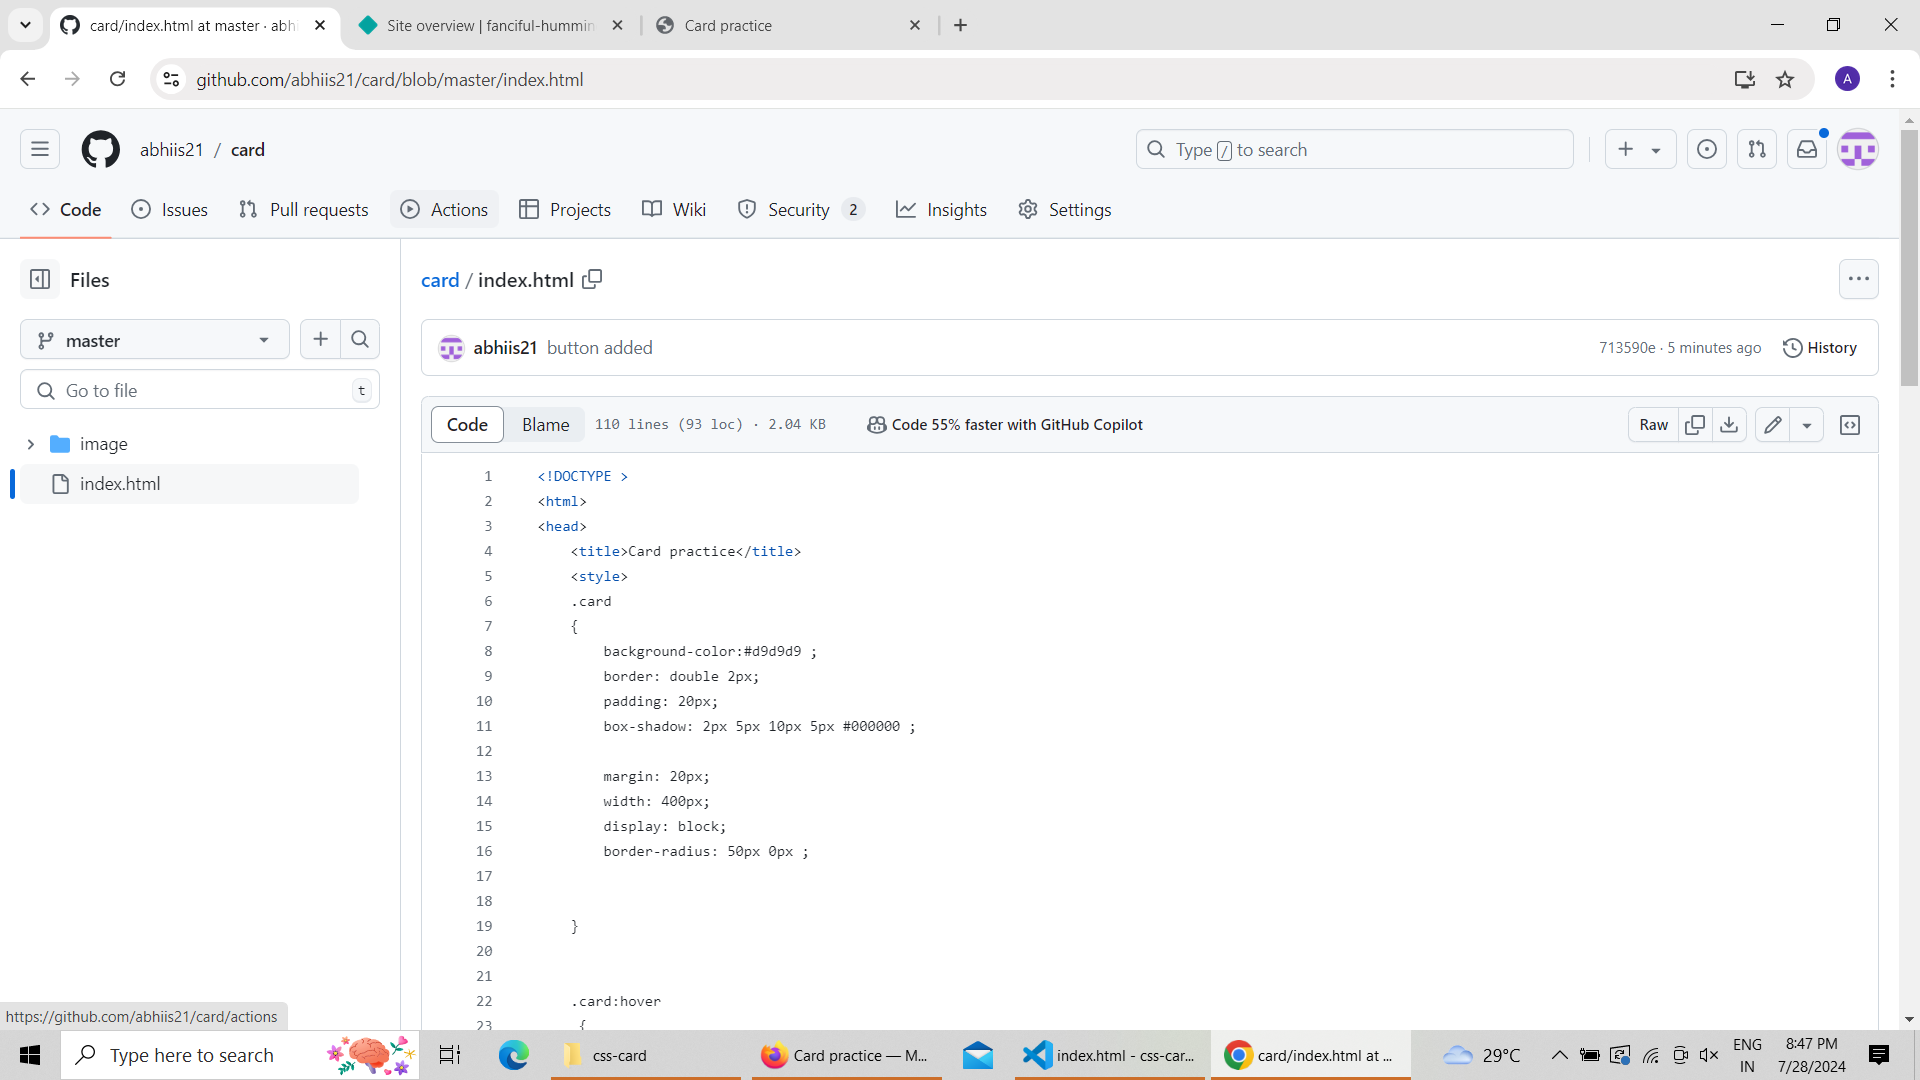 card/index.html at master · abhi
Site overview | fanciful-hummin
Card practice
github.com/abhiis21/card/blob/master/index.html
A
abhiis21 / card
Type / to search
Code
Issues
Pull requests
Actions
Projects
Wiki
Security 2
Insights
Settings
Files
card / index.html
master
abhiis21 button added
713590e · 5 minutes ago
History
Go to file
t
Code
Blame
110 lines (93 loc) · 2.04 KB
Code 55% faster with GitHub Copilot
Raw
image
index.html
1 <!DOCTYPE >
2 <html>
3 <head>
4 <title>Card practice</title>
5 <style>
6 .card
7 {
8 background-color:#d9d9d9 ;
9 border: double 2px;
10 padding: 20px;
11 box-shadow: 2px 5px 10px 5px #000000 ;
12
13 margin: 20px;
14 width: 400px;
15 display: block;
16 border-radius: 50px 0px ;
17
18
19 }
20
21
22 .card:hover
23 {
https://github.com/abhiis21/card/actions
Type here to search
css-card
Card practice — M...
index.html - css-car...
card/index.html at ...
29°C
ENG
IN
8:47 PM
7/28/2024